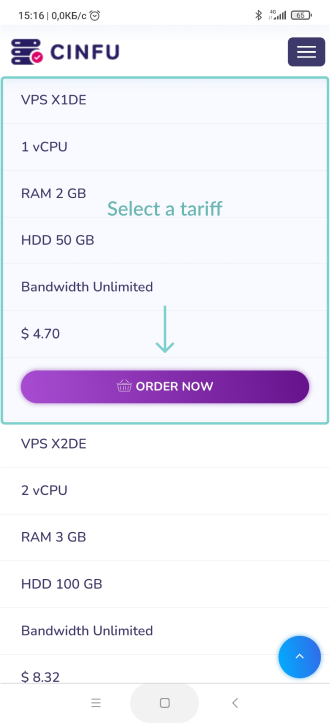 15:16 | 0,0КБ/с
4G
65
CINFU
VPS X1DE
1 vCPU
RAM 2 GB
Select a tariff
HDD 50 GB
Bandwidth Unlimited
$ 4.70
ORDER NOW
VPS X2DE
2 vCPU
RAM 3 GB
HDD 100 GB
Bandwidth Unlimited
$ 8.32